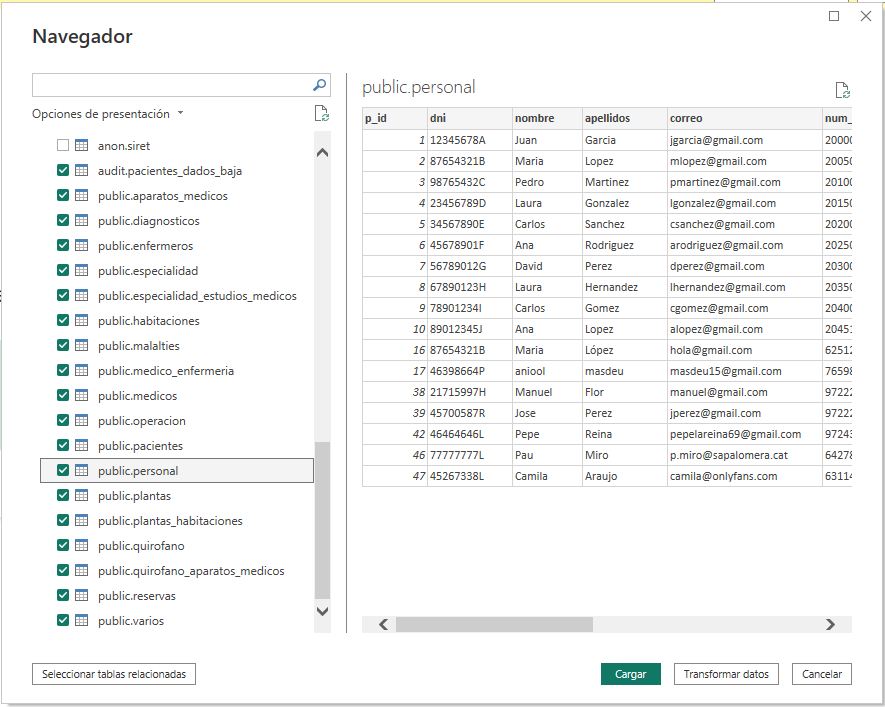 Navegador
Opciones de presentación
anon.siret
audit.pacientes_dados_baja
public.aparatos_medicos
public.diagnosticos
public.enfermeros
public.especialidad
public.especialidad_estudios_medicos
public.habitaciones
public.malalties
public.medico_enfermeria
public.medicos
public.operacion
public.pacientes
public.personal
public.plantas
public.plantas_habitaciones
public.quirofano
public.quirofano_aparatos_medicos
public.reservas
public.varios
public.personal
p_id dni nombre apellidos correo num_
1 12345678A Juan Garcia jgarcia@gmail.com 20000
2 87654321B Maria Lopez mlopez@gmail.com 20050
3 98765432C Pedro Martinez pmartinez@gmail.com 20100
4 23456789D Laura Gonzalez lgonzalez@gmail.com 20150
5 34567890E Carlos Sanchez csanchez@gmail.com 20200
6 45678901F Ana Rodriguez arodriguez@gmail.com 20250
7 56789012G David Perez dperez@gmail.com 20300
8 67890123H Laura Hernandez lhernandez@gmail.com 20350
9 78901234I Carlos Gomez cgomez@gmail.com 20400
10 89012345J Ana Lopez alopez@gmail.com 20451
16 87654321B Maria López hola@gmail.com 62512
17 46398664P aniool masdeu masdeu15@gmail.com 76598
38 21715997H Manuel Flor manuel@gmail.com 97222
39 45700587R Jose Perez jperez@gmail.com 97222
42 46464646L Pepe Reina pepelareina69@gmail.com 97243
46 77777777L Pau Miro p.miro@sapalomera.cat 64278
47 45267338L Camila Araujo camila@onlyfans.com 63114
Seleccionar tablas relacionadas
Cargar
Transformar datos
Cancelar